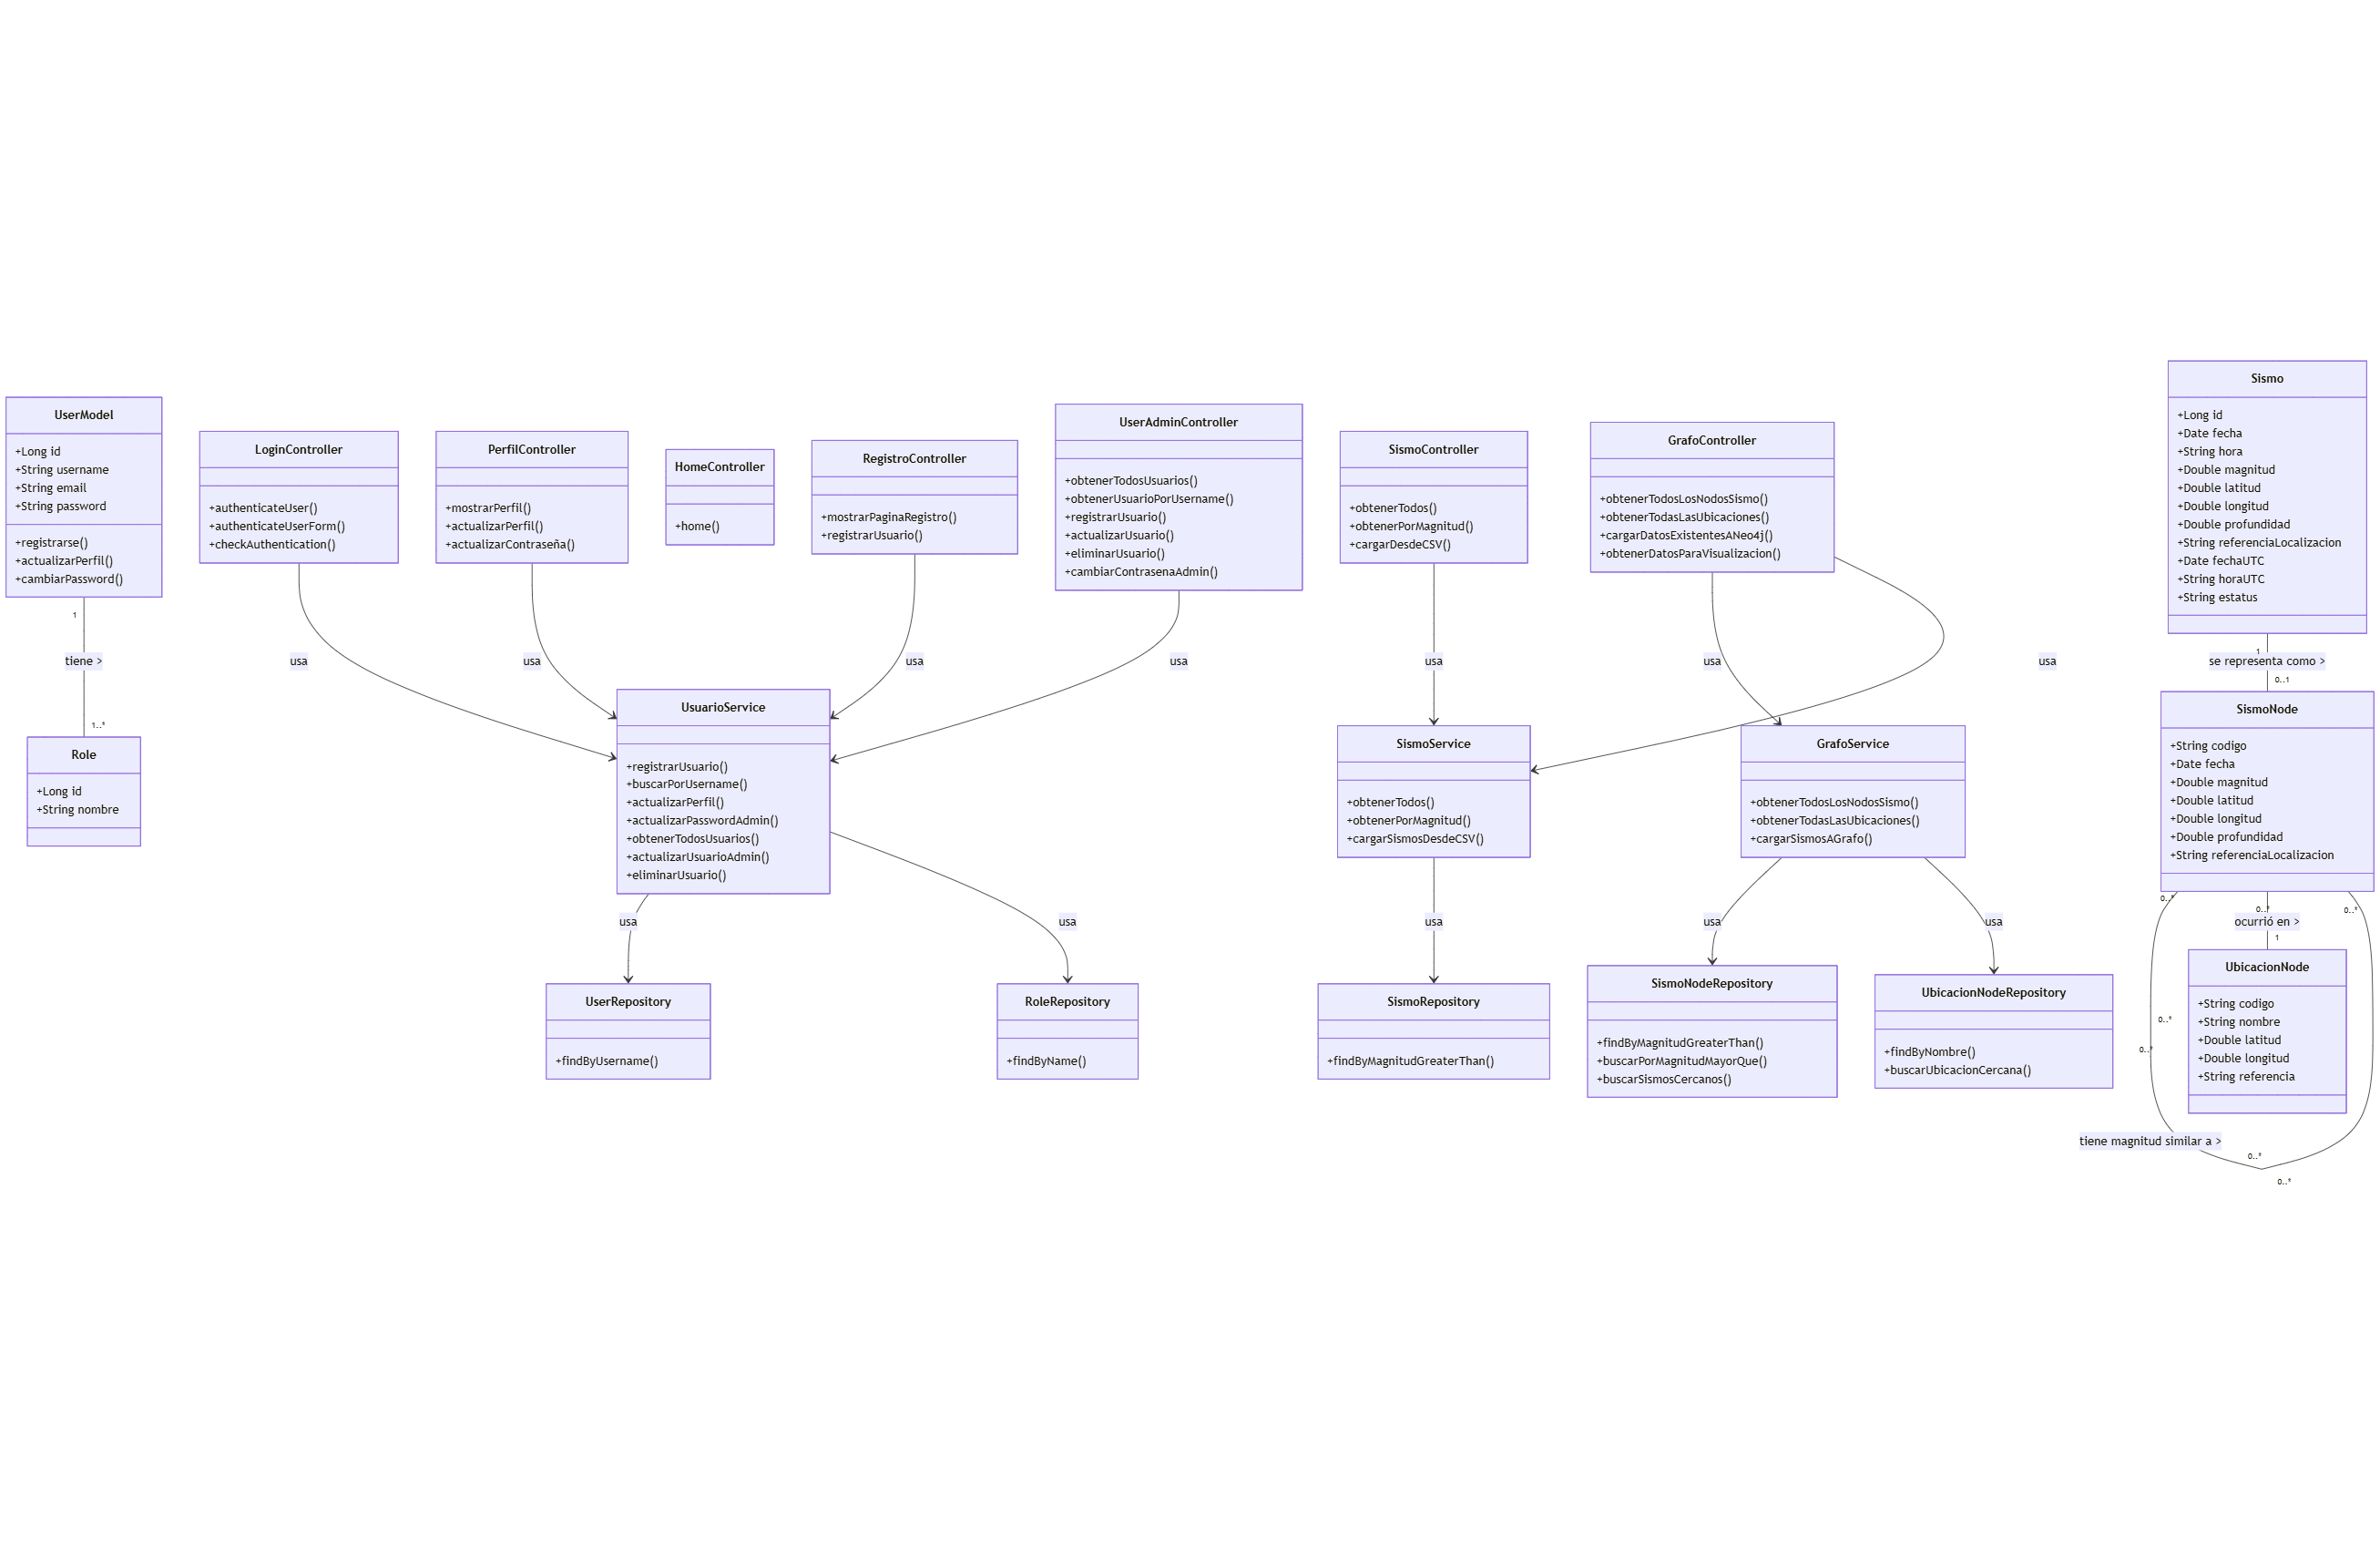 UserModel
+Long id
+String username
+String email
+String password
+registrarse()
+actualizarPerfil()
+cambiarPassword()
1
tiene >
1..*
Role
+Long id
+String nombre
LoginController
+authenticateUser()
+authenticateUserForm()
+checkAuthentication()
usa
PerfilController
+mostrarPerfil()
+actualizarPerfil()
+actualizarContraseña()
usa
HomeController
+home()
RegistroController
+mostrarPaginaRegistro()
+registrarUsuario()
usa
UserAdminController
+obtenerTodosUsuarios()
+obtenerUsuarioPorUsername()
+registrarUsuario()
+actualizarUsuario()
+eliminarUsuario()
+cambiarContrasenaAdmin()
usa
UsuarioService
+registrarUsuario()
+buscarPorUsername()
+actualizarPerfil()
+actualizarPasswordAdmin()
+obtenerTodosUsuarios()
+actualizarUsuarioAdmin()
+eliminarUsuario()
usa
usa
UserRepository
+findByUsername()
RoleRepository
+findByName()
SismoController
+obtenerTodos()
+obtenerPorMagnitud()
+cargarDesdeCSV()
usa
SismoService
+obtenerTodos()
+obtenerPorMagnitud()
+cargarSismosDesdeCSV()
usa
SismoRepository
+findByMagnitudGreaterThan()
GrafoController
+obtenerTodosLosNodosSismo()
+obtenerTodasLasUbicaciones()
+cargarDatosExistentesANeo4j()
+obtenerDatosParaVisualizacion()
usa
usa
GrafoService
+obtenerTodosLosNodosSismo()
+obtenerTodasLasUbicaciones()
+cargarSismosAGrafo()
usa
usa
SismoNodeRepository
+findByMagnitudGreaterThan()
+buscarPorMagnitudMayorQue()
+buscarSismosCercanos()
UbicacionNodeRepository
+findByNombre()
+buscarUbicacionCercana()
Sismo
+Long id
+Date fecha
+String hora
+Double magnitud
+Double latitud
+Double longitud
+Double profundidad
+String referenciaLocalizacion
+Date fechaUTC
+String horaUTC
+String estatus
1
se representa como >
0..1
SismoNode
+String codigo
+Date fecha
+Double magnitud
+Double latitud
+Double longitud
+Double profundidad
+String referenciaLocalizacion
0..*
0..*
0..*
ocurrió en >
1
UbicacionNode
+String codigo
+String nombre
+Double latitud
+Double longitud
+String referencia
0..*
0..*
tiene magnitud similar a >
0..*
0..*